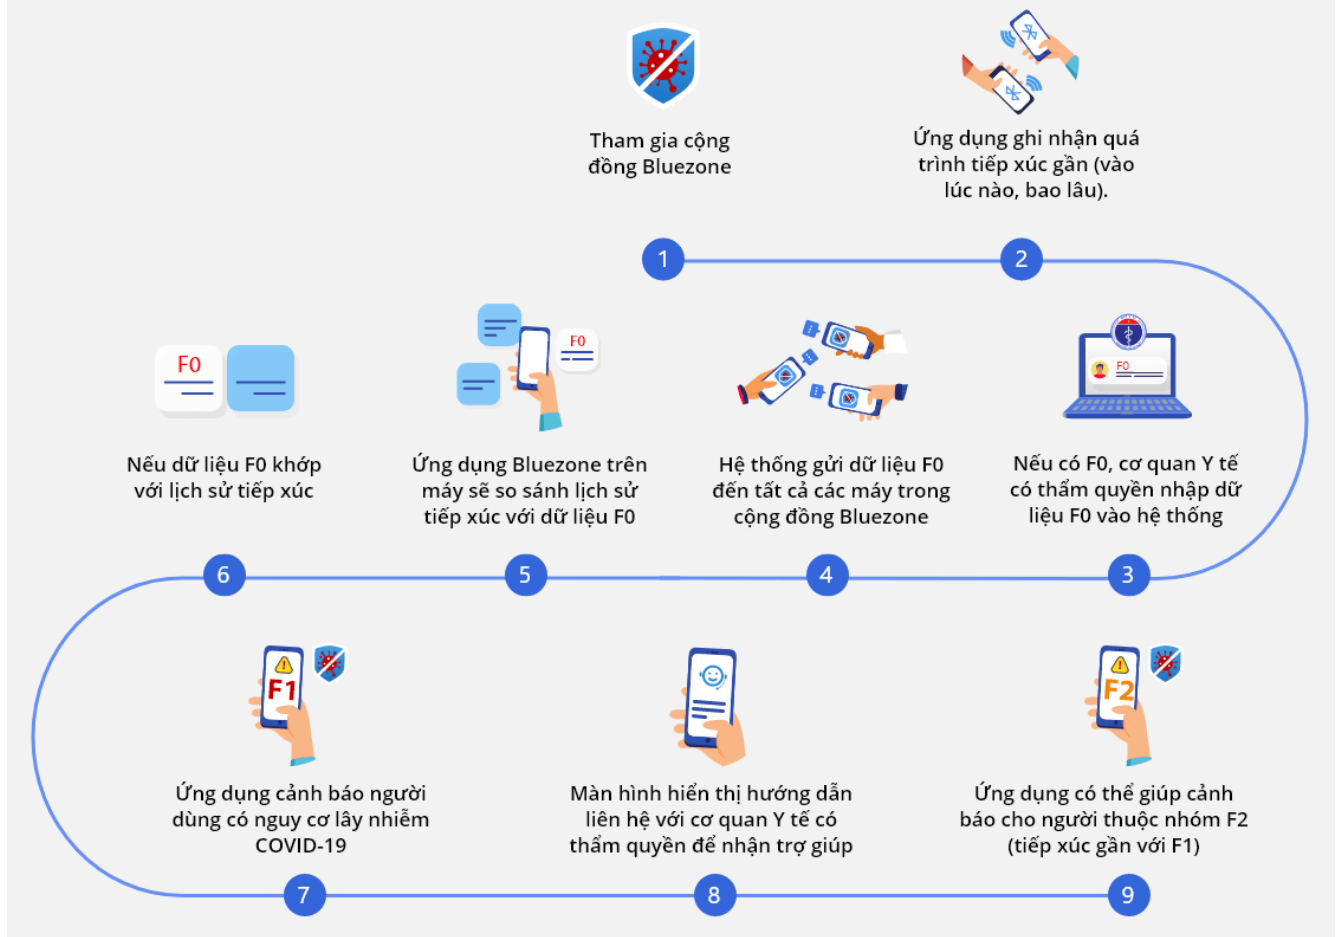 Tham gia cộng
đồng Bluezone
Ứng dụng ghi nhận quá
trình tiếp xúc gần (vào
lúc nào, bao lâu).
1
2
F0
Nếu có F0, cơ quan Y tế
có thẩm quyền nhập dữ
liệu F0 vào hệ thống
3
Hệ thống gửi dữ liệu F0
đến tất cả các máy trong
cộng đồng Bluezone
4
F0
Ứng dụng Bluezone trên
máy sẽ so sánh lịch sử
tiếp xúc với dữ liệu F0
5
F0
Nếu dữ liệu F0 khớp
với lịch sử tiếp xúc
6
F1
Ứng dụng cảnh báo người
dùng có nguy cơ lây nhiễm
COVID-19
7
Màn hình hiển thị hướng dẫn
liên hệ với cơ quan Y tế có
thẩm quyền để nhận trợ giúp
8
F2
Ứng dụng có thể giúp cảnh
báo cho người thuộc nhóm F2
(tiếp xúc gần với F1)
9